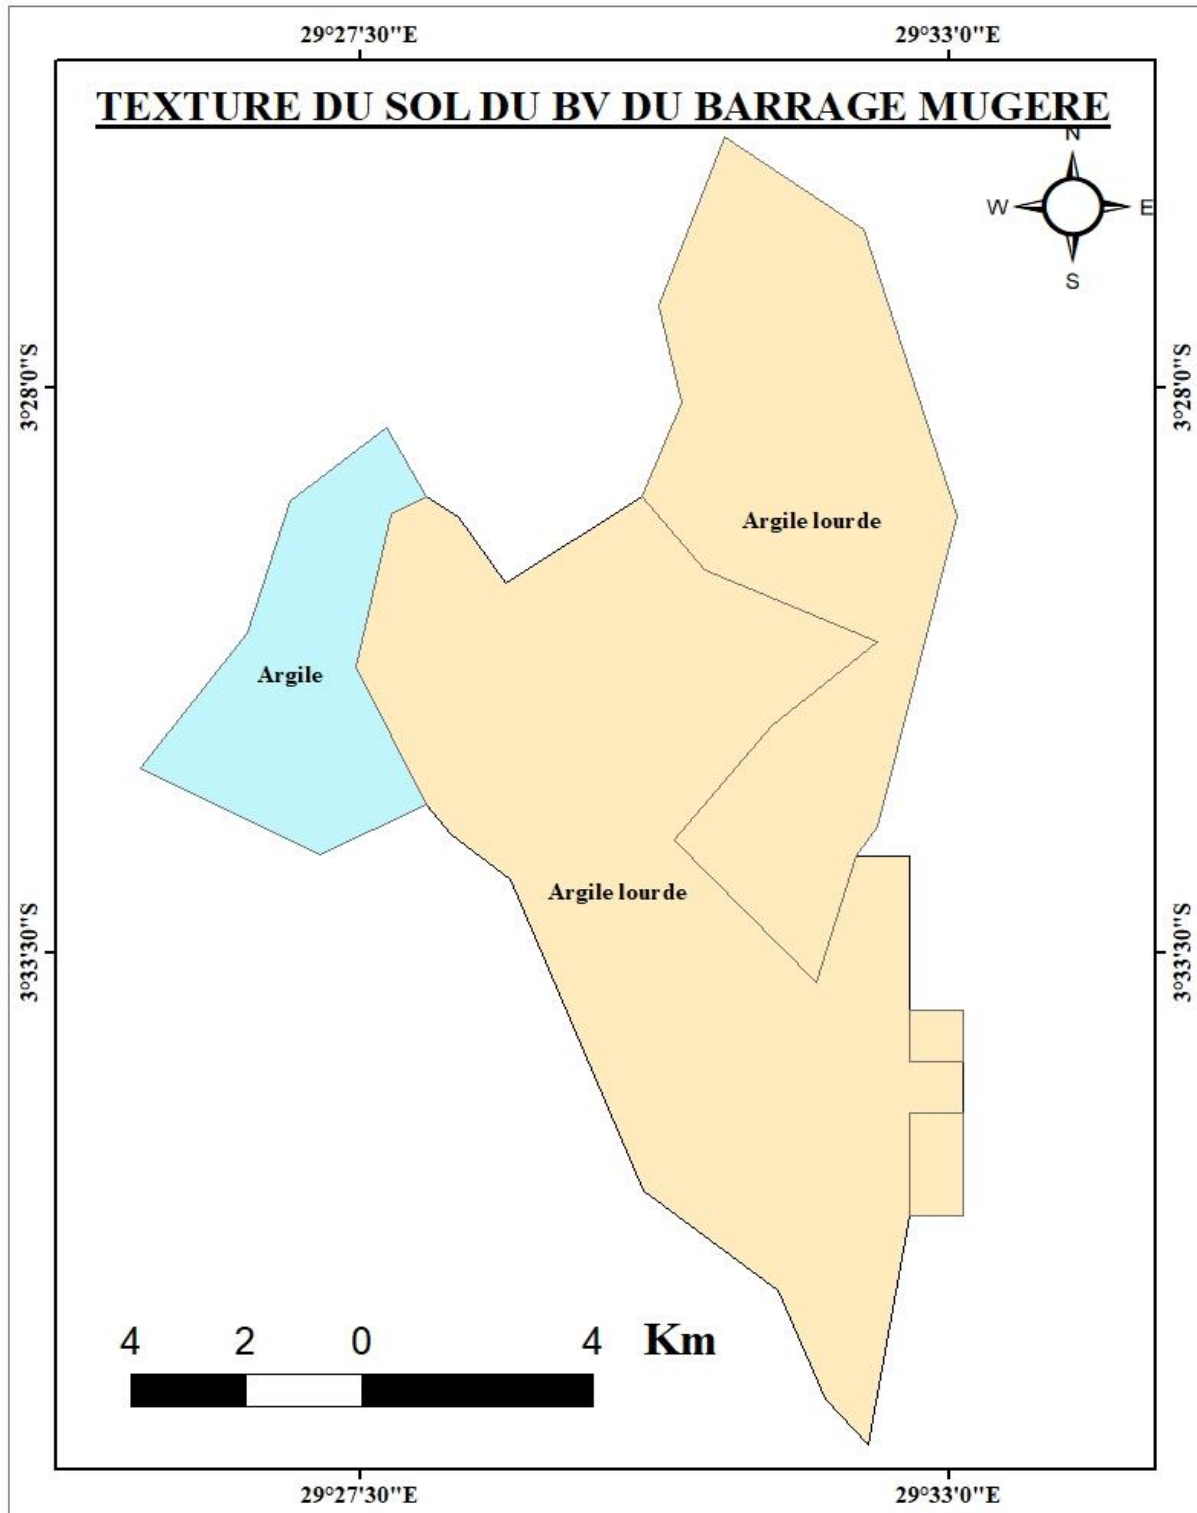 29°27'30"E 29°33'0"E
TEXTURE DU SOL DU BV DU BARRAGE MUGERE
N
W E
S
3°28'0"S 3°28'0"S
Argile lourde
Argile
Argile lourde
3°33'30"S 3°33'30"S
4 2 0 4 Km
29°27'30"E 29°33'0"E